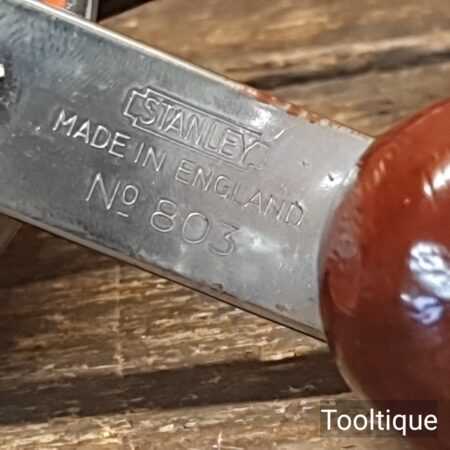 STANLEY
MADE IN ENGLAND
Nº 803
Tooltique